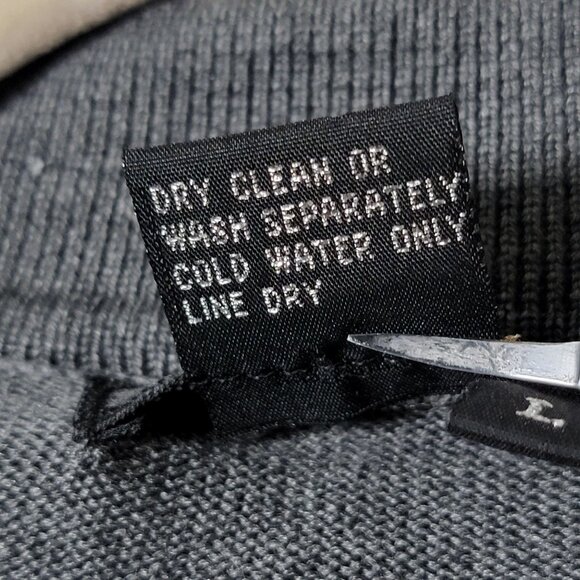 DRY CLEAN OR
WASH SEPARATELY
COLD WATER ONLY
LINE DRY